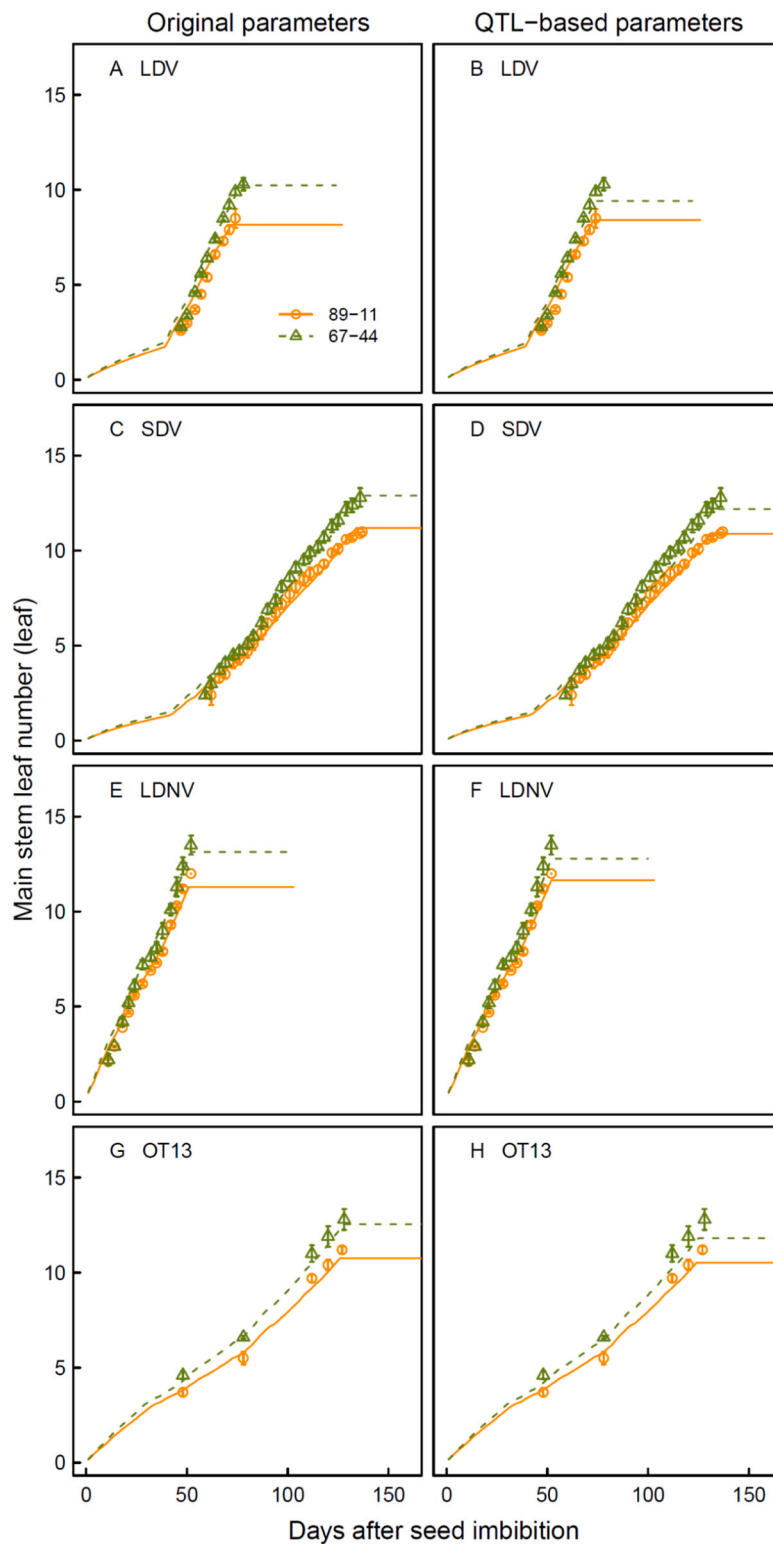 Original parameters
QTL−based parameters
A LDV
B LDV
15
10
5
0
89−11
67−44
C SDV
D SDV
15
10
5
0
Main stem leaf number (leaf)
E LDNV
F LDNV
15
10
5
0
G OT13
H OT13
15
10
5
0
0 50 100 150
0 50 100 150
Days after seed imbibition